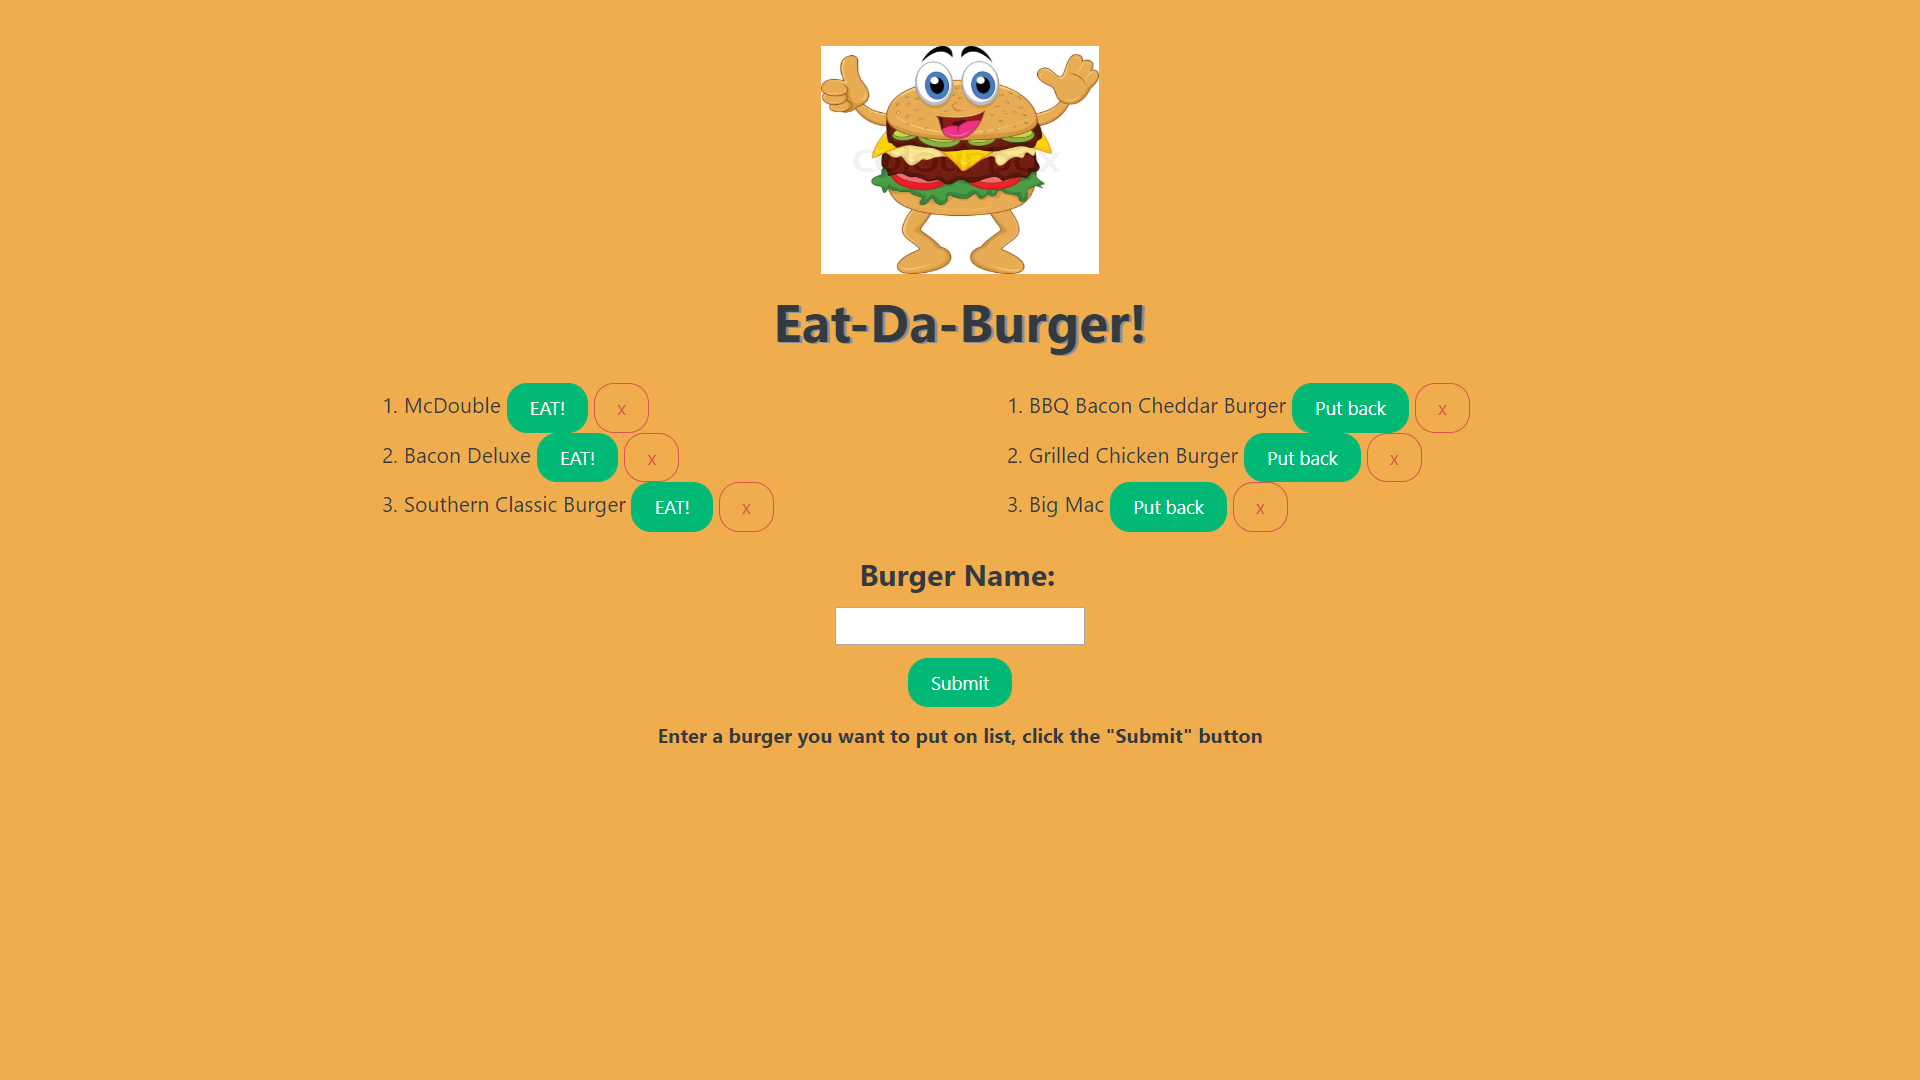 colourbox
Eat-Da-Burger!
1. McDouble EAT! x
2. Bacon Deluxe EAT! x
3. Southern Classic Burger EAT! x
1. BBQ Bacon Cheddar Burger Put back x
2. Grilled Chicken Burger Put back x
3. Big Mac Put back x
Burger Name:
Submit
Enter a burger you want to put on list, click the "Submit" button